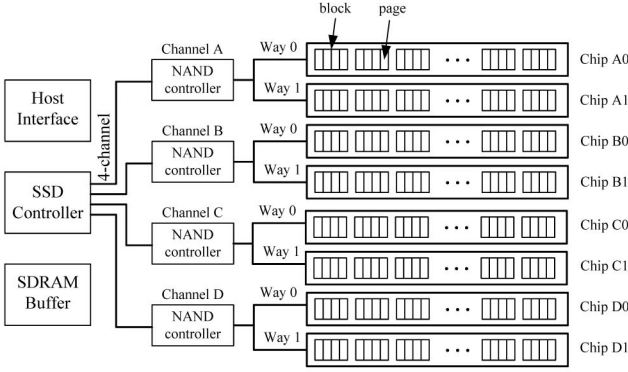 block
page
Channel A
Way 0
NAND
controller
Chip A0
Way 1
Chip A1
Host
Interface
4-channel
Channel B
Way 0
NAND
controller
Chip B0
Way 1
Chip B1
SSD
Controller
Channel C
Way 0
NAND
controller
Chip C0
Way 1
Chip C1
SDRAM
Buffer
Channel D
Way 0
NAND
controller
Chip D0
Way 1
Chip D1